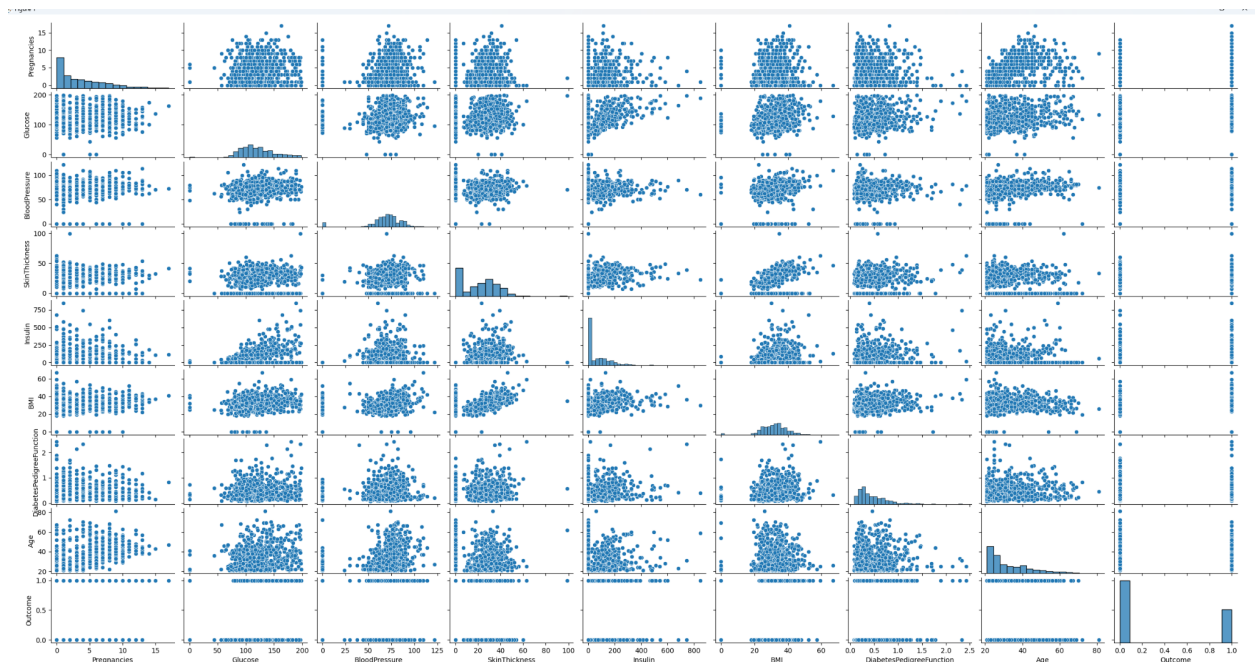 Pregnancies
15
10
5
0
Glucose
200
100
0
BloodPressure
100
50
0
SkinThickness
100
50
0
Insulin
750
500
250
0
BMI
60
40
20
0
DiabetesPedigreeFunction
2
1
0
Age
80
60
40
20
Outcome
1.0
0.5
0.0
0 5 10 15
0 50 100 150 200
0 25 50 75 100 125
0 20 40 60 80 100
0 200 400 600 800
0 20 40 60
0.0 0.5 1.0 1.5 2.0 2.5
20 40 60 80
0.0 0.2 0.4 0.6 0.8 1.0
Pregnancies Glucose BloodPressure SkinThickness Insulin BMI DiabetesPedigreeFunction Age Outcome